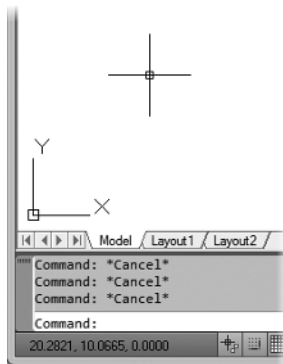 Y
X
Model Layout1 Layout2
Command: *Cancel*
Command: *Cancel*
Command: *Cancel*
Command:
20.2821, 10.0665, 0.0000